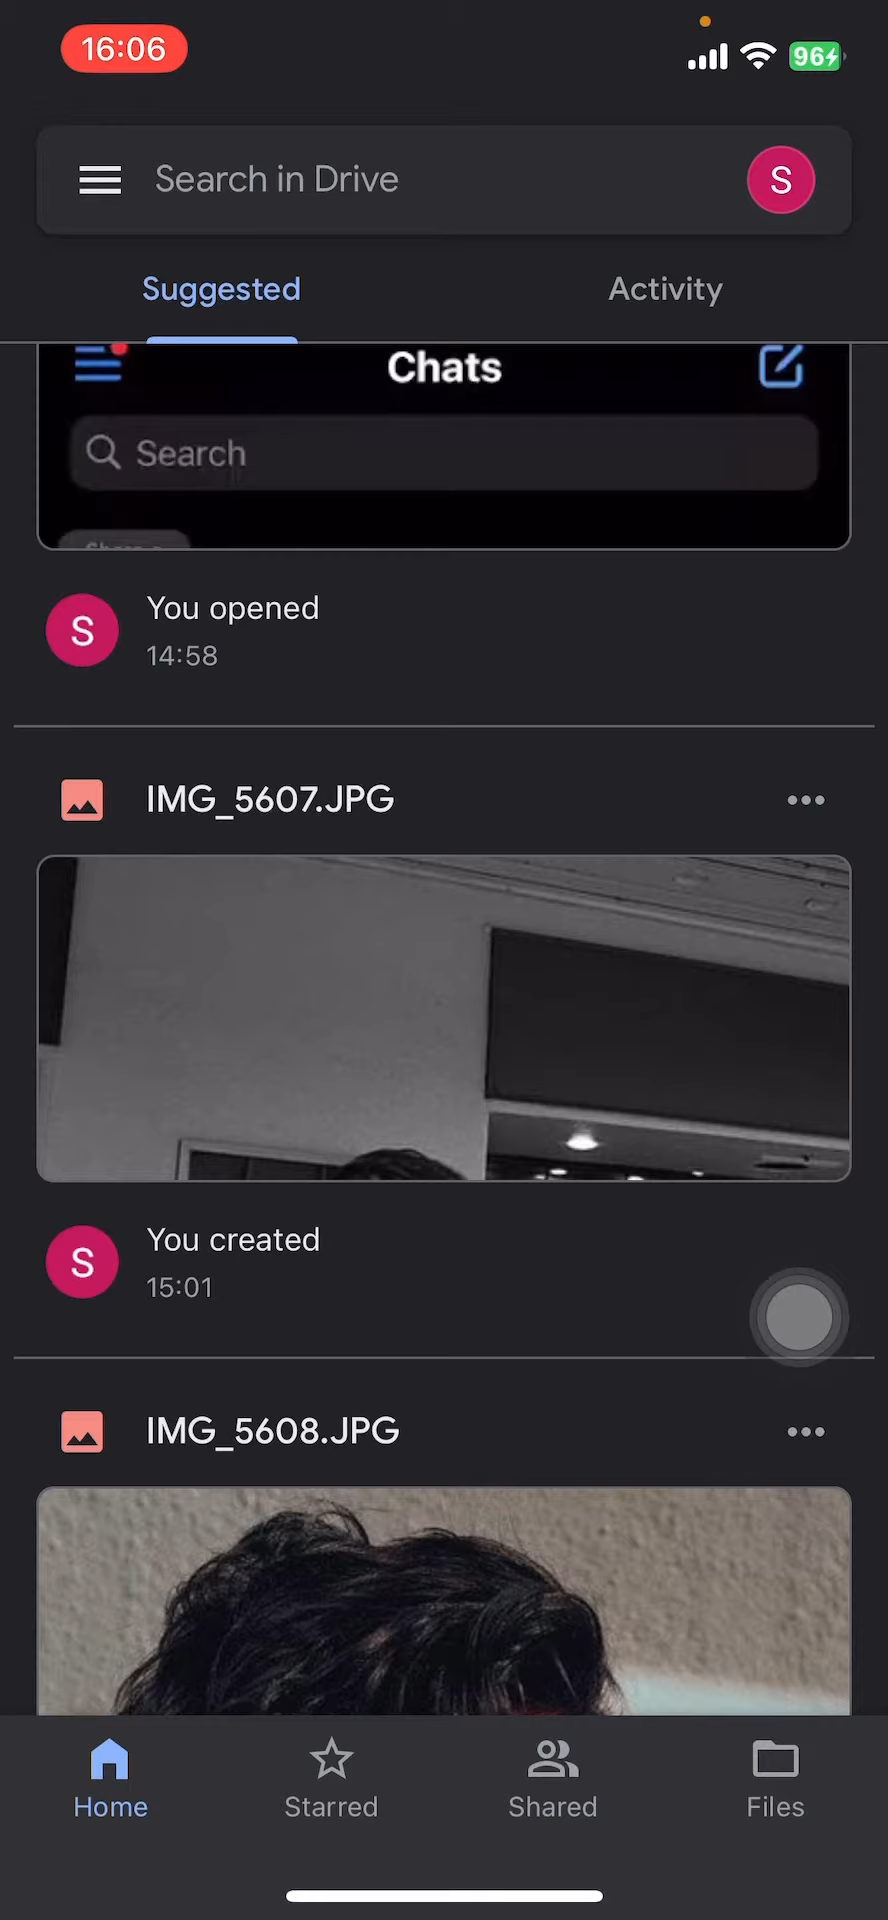 16:06
96
Search in Drive
S
Suggested
Activity
Chats
Search
S
You opened
14:58
IMG_5607.JPG
S
You created
15:01
IMG_5608.JPG
Home
Starred
Shared
Files